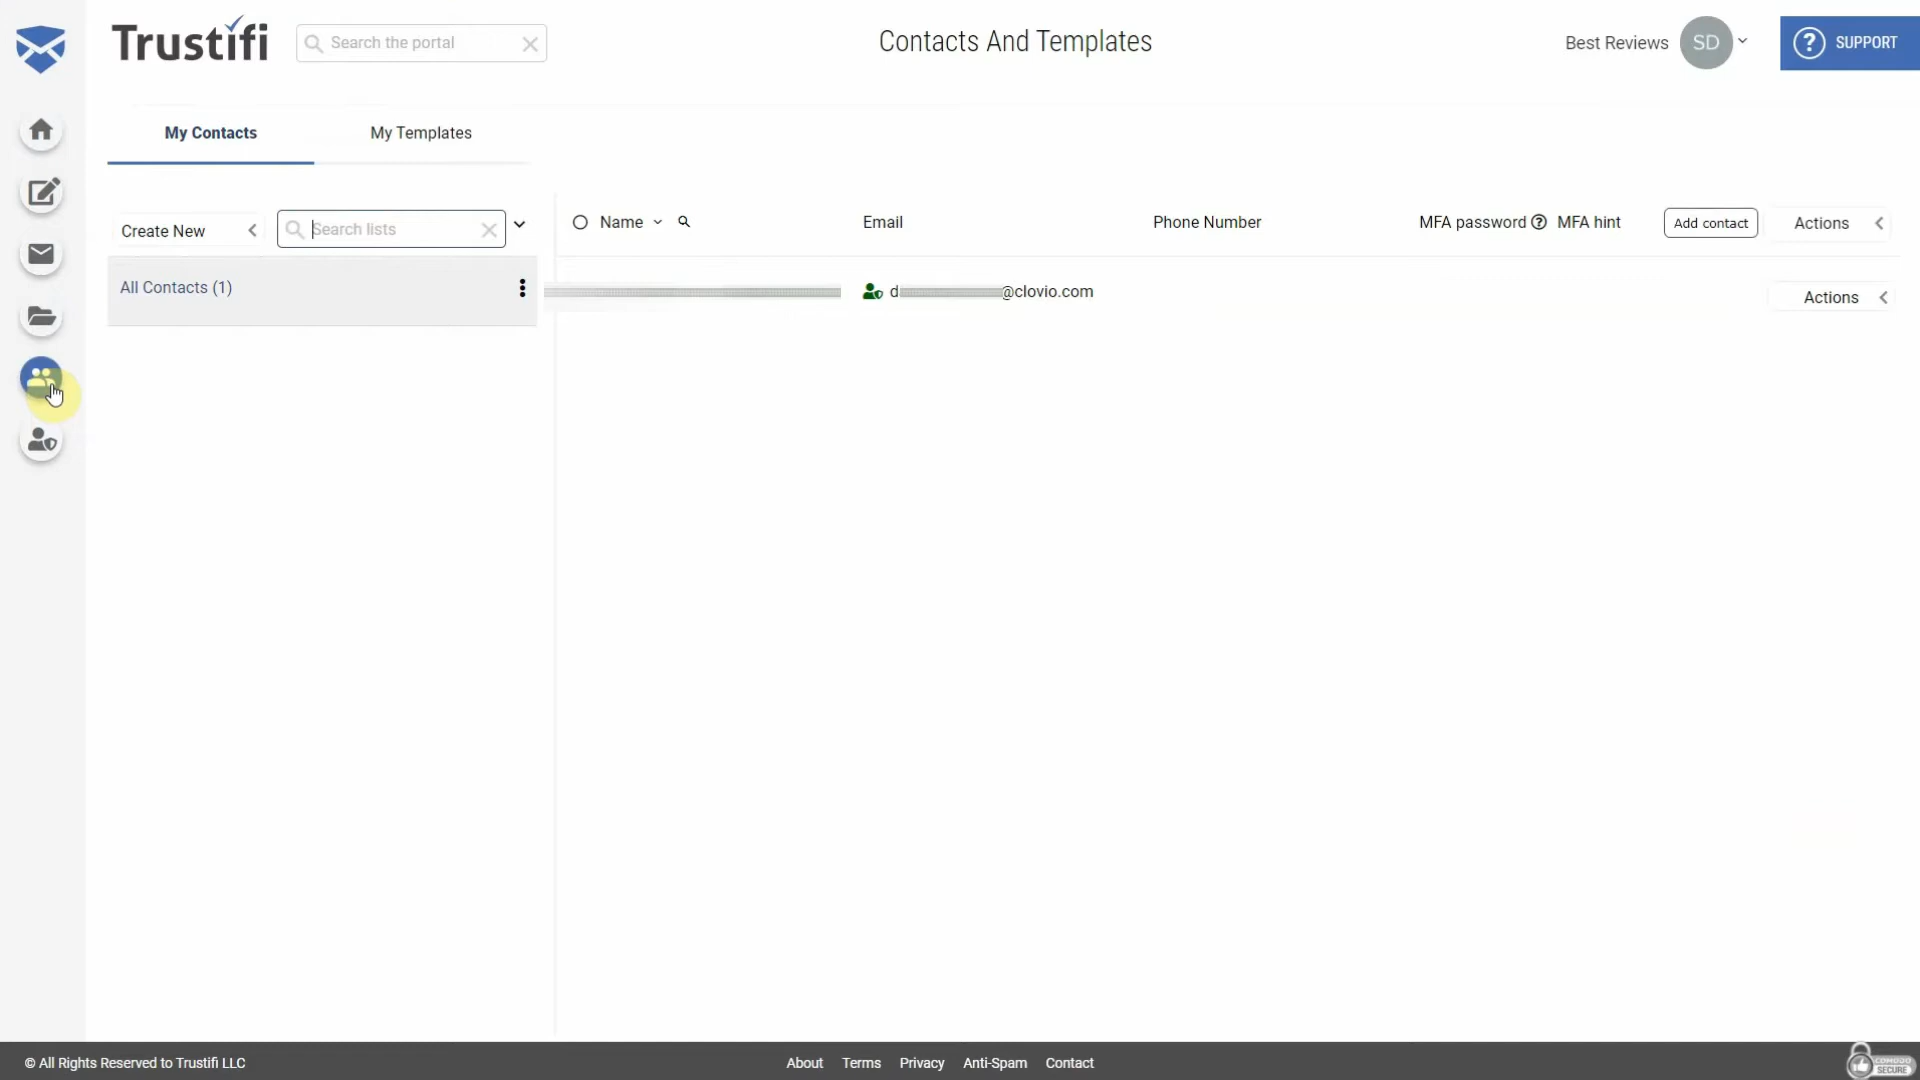 Trustifi
Search the portal
Contacts And Templates
Best Reviews
SD
SUPPORT
My Contacts
My Templates
Create New
Search lists
Name
Email
Phone Number
MFA password
MFA hint
Add contact
Actions
All Contacts (1)
d
@clovio.com
Actions
© All Rights Reserved to Trustifi LLC
About
Terms
Privacy
Anti-Spam
Contact
COMODO
SECURE